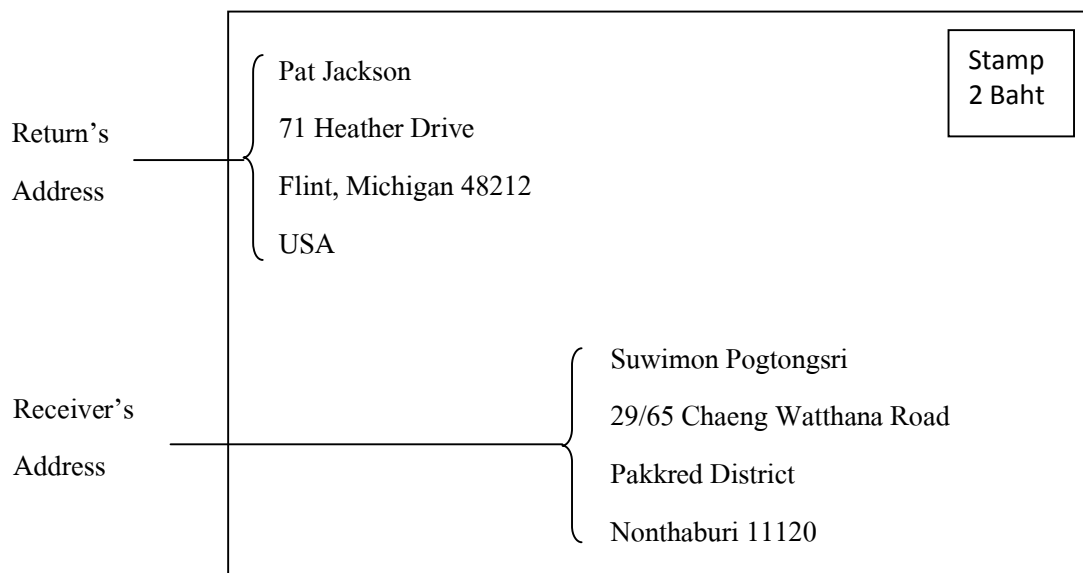 Stamp
2 Baht
Pat Jackson
71 Heather Drive
Flint, Michigan 48212
USA
Return’s
Address
Suwimon Pogtongsri
29/65 Chaeng Watthana Road
Pakkred District
Nonthaburi 11120
Receiver’s
Address